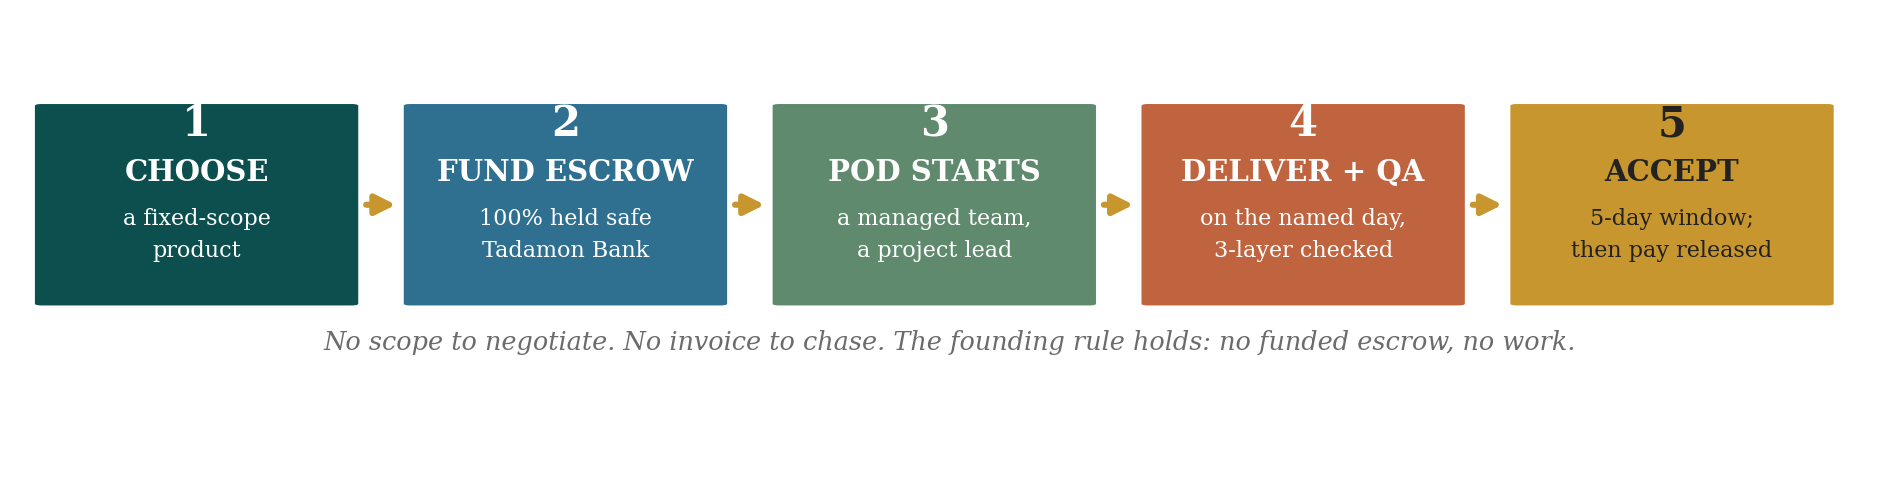 1
CHOOSE
a fixed-scope
product
2
FUND ESCROW
100% held safe
Tadamon Bank
3
POD STARTS
a managed team,
a project lead
4
DELIVER + QA
on the named day,
3-layer checked
5
ACCEPT
5-day window;
then pay released
No scope to negotiate. No invoice to chase. The founding rule holds: no funded escrow, no work.